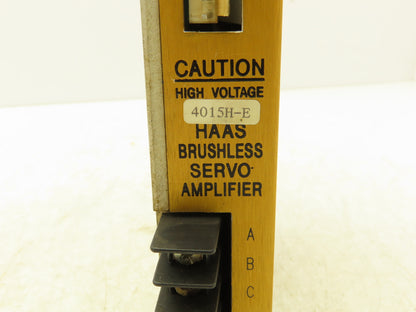 CAUTION
HIGH VOLTAGE
4015H-E
HAAS
BRUSHLESS
SERVO
AMPLIFIER
A
B
C